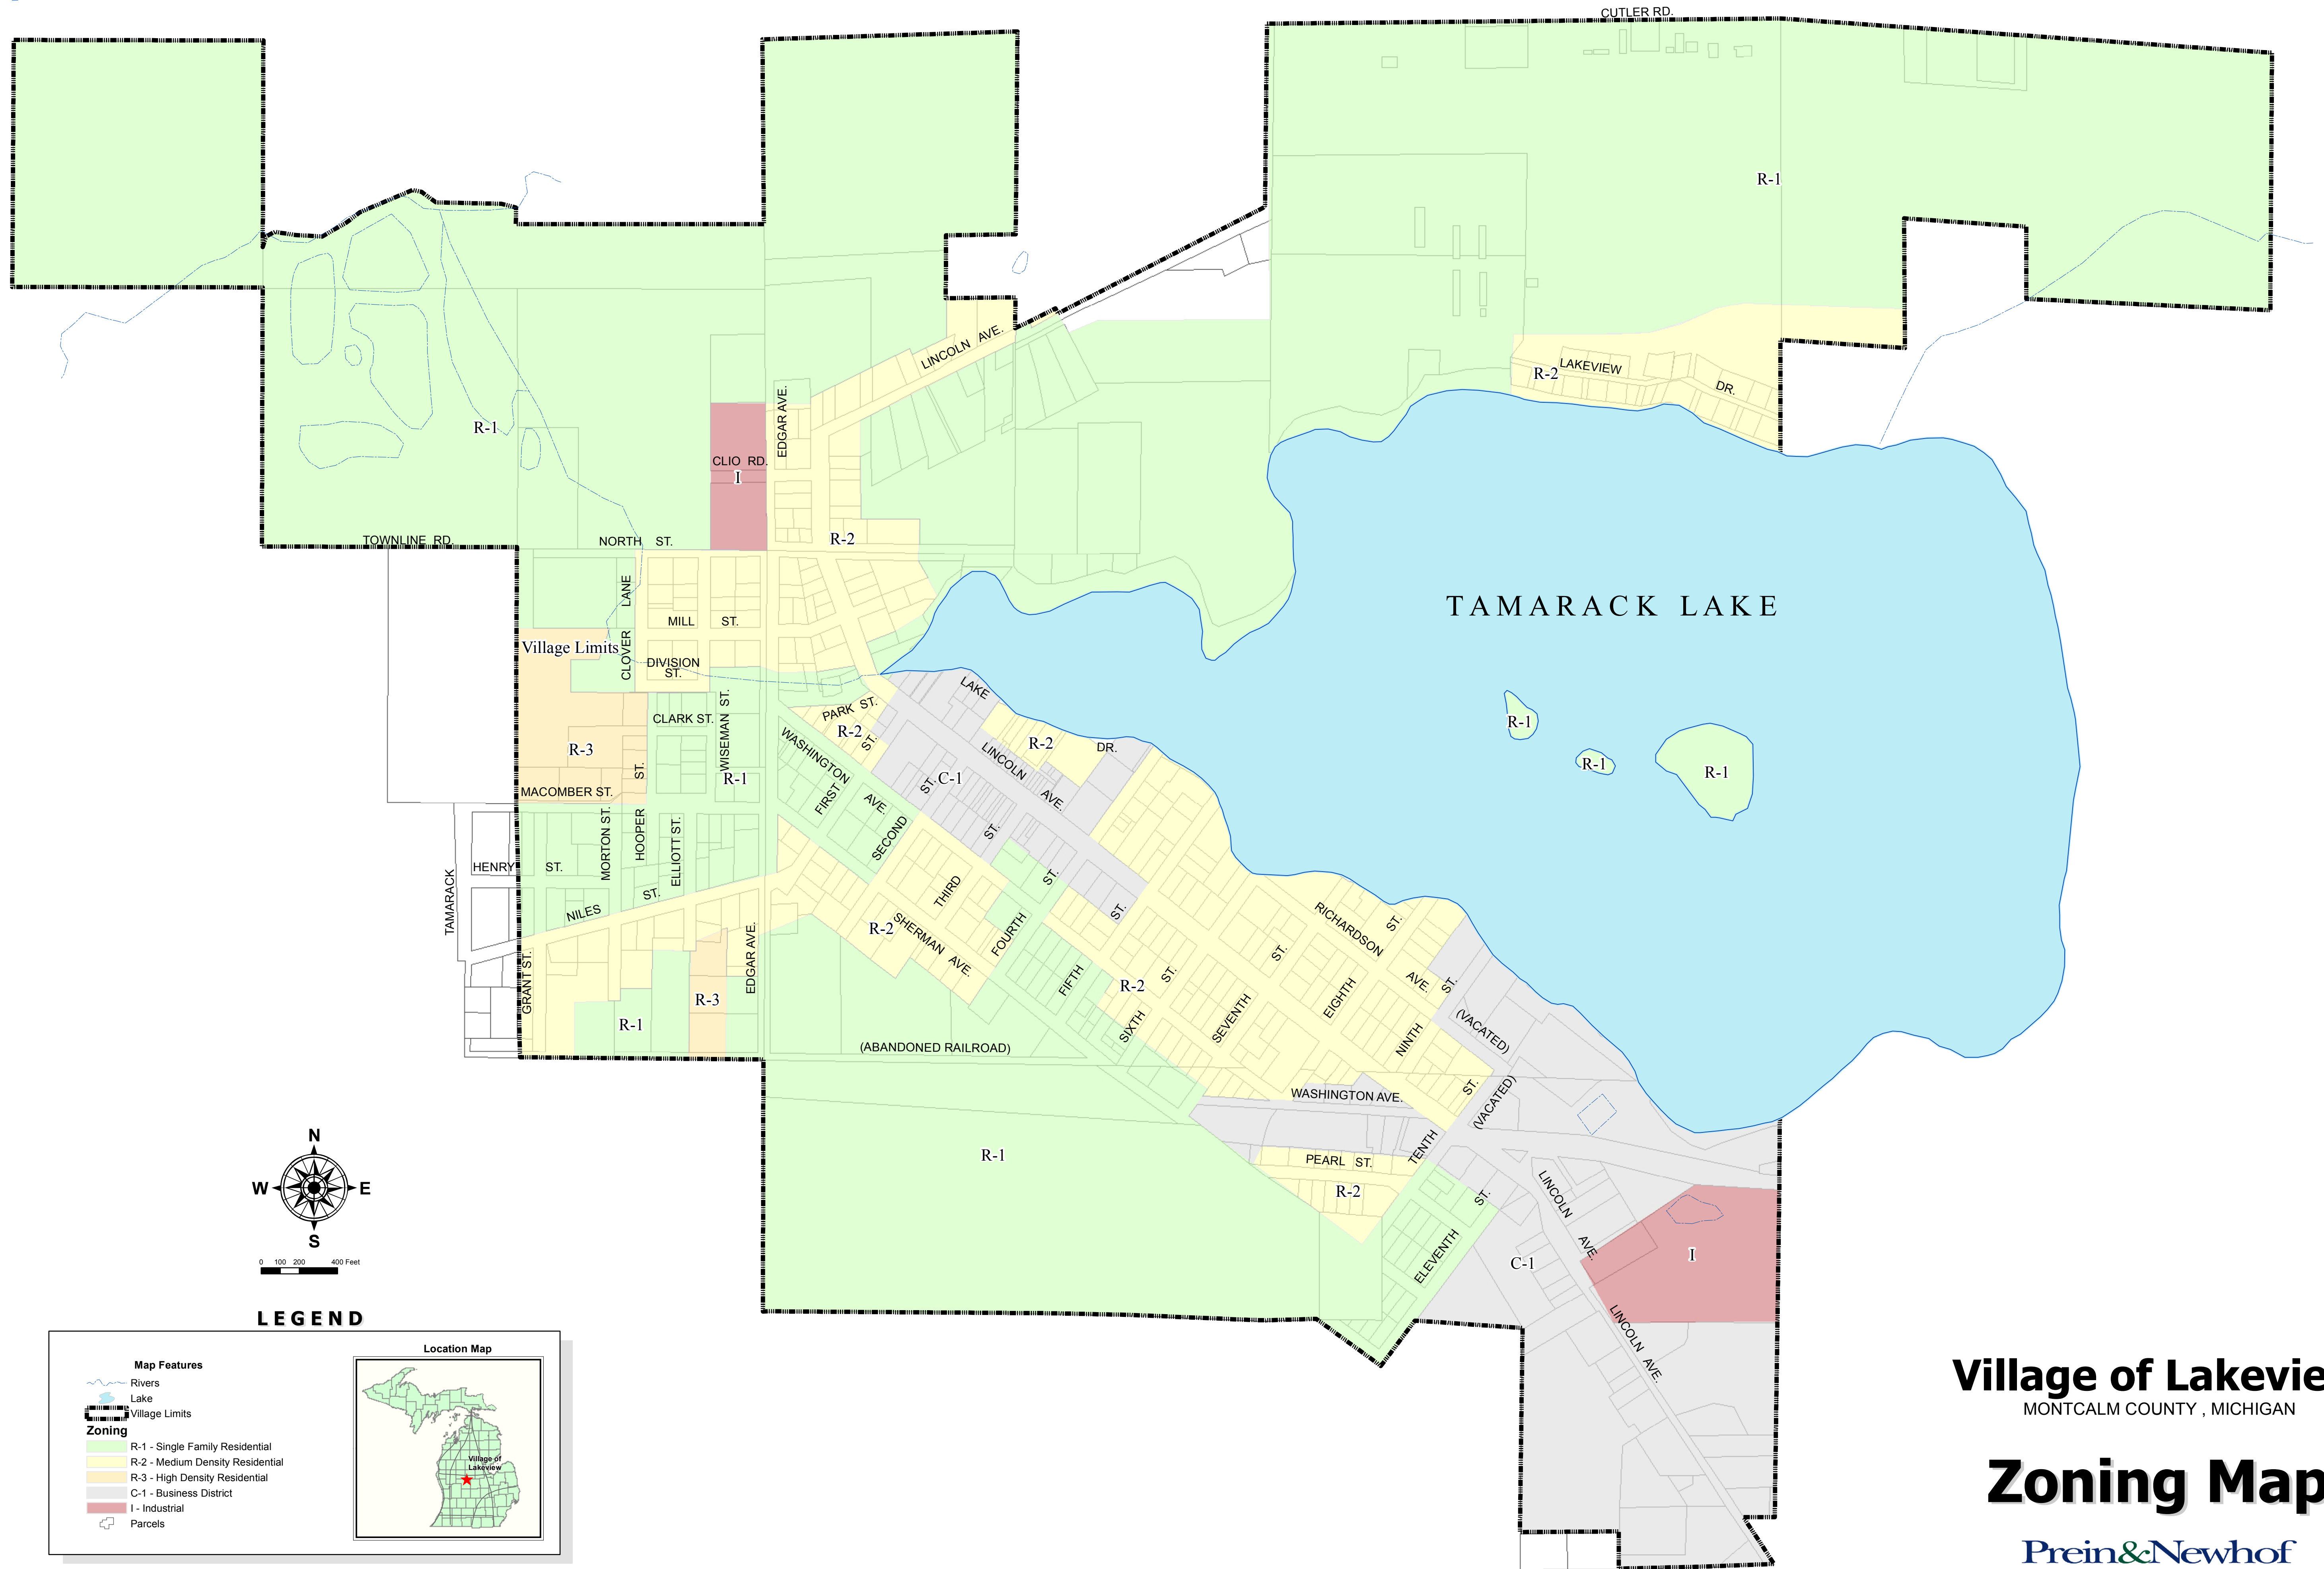 CUTLER RD.
R-1
LINCOLN AVE.
LAKEVIEW
R-2
DR.
EDGAR AVE.
R-1
CLIO RD.
I
TOWNLINE RD.
NORTH ST.
R-2
CLOVER LANE
TAMARACK LAKE
MILL ST.
Village Limits
DIVISION
ST.
LAKE
DR.
CLARK ST.
WISEMAN ST.
PARK ST.
R-2
ST.
R-1
R-3
WASHINGTON
AVE.
R-2
LINCOLN
AVE.
R-1
R-1
R-1
C-1
ST.
ST.
MACOMBER ST.
FIRST
ST.
MORTON ST.
HOOPER
ELLIOTT ST.
SECOND
ST.
HENRY
ST.
TAMARACK
THIRD
ST.
NILES
ST.
R-2
SHERMAN
AVE.
FOURTH
ST.
RICHARDSON
AVE.
ST.
EDGAR AVE.
GRANT ST.
R-3
R-1
FIFTH
R-2
ST.
ST.
ST.
SIXTH
SEVENTH
EIGHTH
NINTH
(VACATED)
(ABANDONED RAILROAD)
WASHINGTON AVE.
ST.
(VACATED)
R-1
PEARL ST.
TENTH
R-2
ST.
ELEVENTH
LINCOLN
AVE.
C-1
I
LINCOLN AVE.
N
W
E
S
0 100 200 400 Feet
LEGEND
Map Features
Rivers
Lake
Village Limits
Zoning
R-1 - Single Family Residential
R-2 - Medium Density Residential
R-3 - High Density Residential
C-1 - Business District
I - Industrial
Parcels
Location Map
Village of
Lakeview
Village of Lakevie
MONTCALM COUNTY , MICHIGAN
Zoning Map
Prein&Newhof